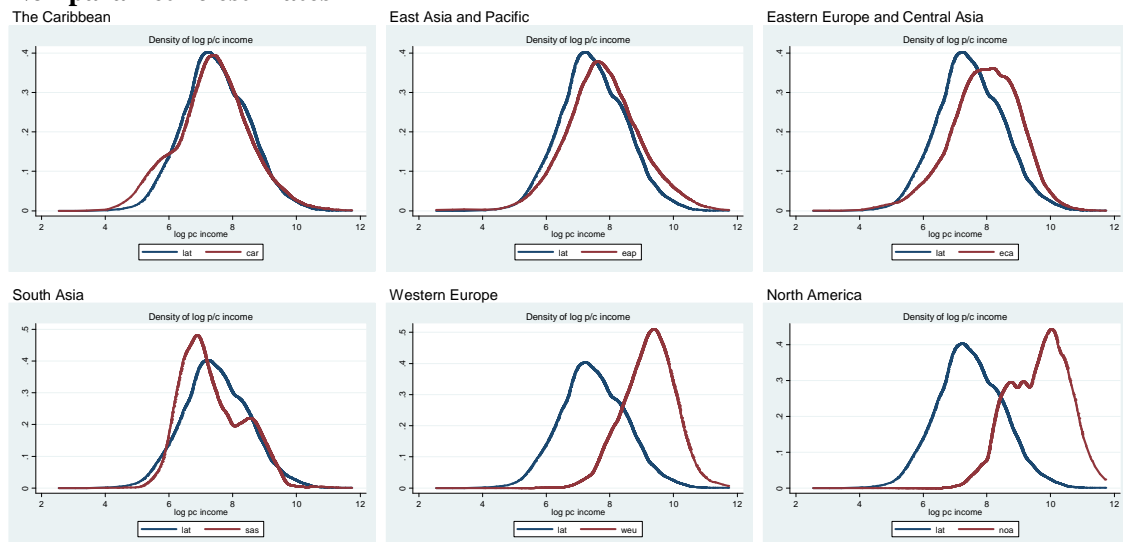 The Caribbean
Density of log p/c income
.4
.3
.2
.1
0
2 4 6 8 10 12
log pc income
lat car
East Asia and Pacific
Density of log p/c income
.4
.3
.2
.1
0
2 4 6 8 10 12
log pc income
lat eap
Eastern Europe and Central Asia
Density of log p/c income
.4
.3
.2
.1
0
2 4 6 8 10 12
log pc income
lat eca
South Asia
Density of log p/c income
.5
.4
.3
.2
.1
0
2 4 6 8 10 12
log pc income
lat sas
Western Europe
Density of log p/c income
.5
.4
.3
.2
.1
0
2 4 6 8 10 12
log pc income
lat weu
North America
Density of log p/c income
.4
.3
.2
.1
0
2 4 6 8 10 12
log pc income
lat noa